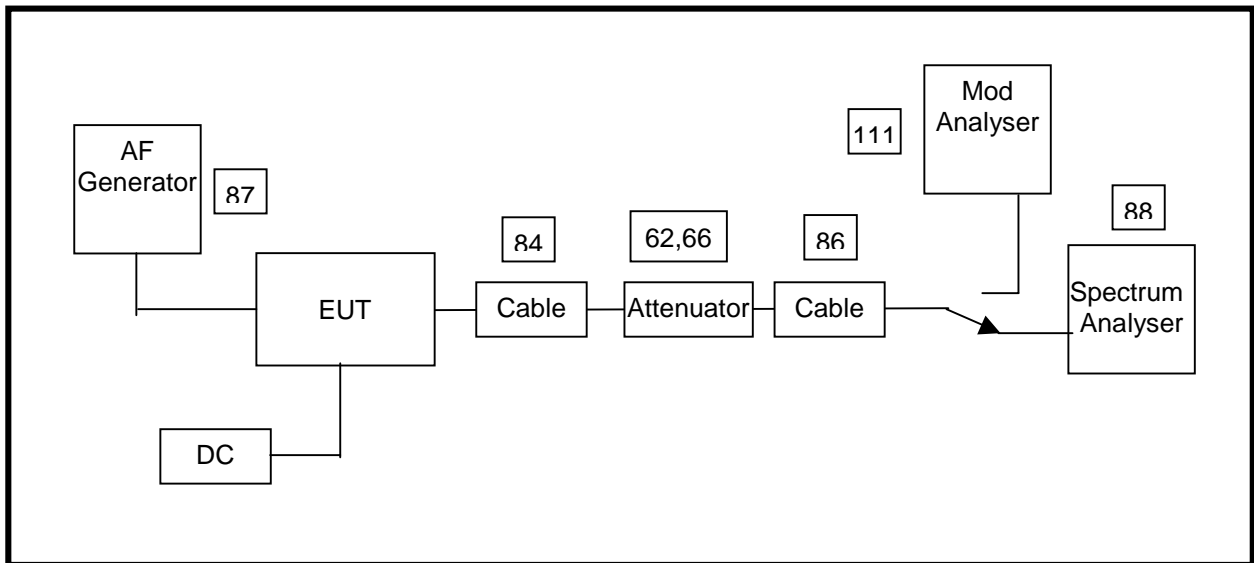 Mod
Analyser
111
AF
Generator
87
88
84
62,66
86
EUT
Cable
Attenuator
Cable
Spectrum
Analyser
DC